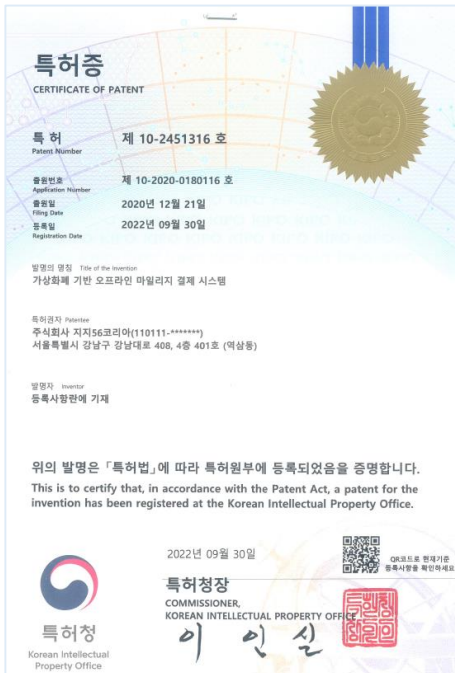 특허증
CERTIFICATE OF PATENT
특 허 제 10-2451316 호
Patent Number
출원번호 제 10-2020-0180116 호
Application Number
출원일 2020년 12월 21일
Filing Date
등록일 2022년 09월 30일
Registration Date
발명의 명칭 Title of the Invention
가상화폐 기반 오프라인 마일리지 결제 시스템
특허권자 Patentee
주식회사 지지56코리아(110111-*******)
서울특별시 강남구 강남대로 408, 4층 401호 (역삼동)
발명자 Inventor
등록사항란에 기재
위의 발명은 「특허법」에 따라 특허원부에 등록되었음을 증명합니다.
This is to certify that, in accordance with the Patent Act, a patent for the
invention has been registered at the Korean Intellectual Property Office.
2022년 09월 30일
QR코드로 현재기준
등록사항을 확인하세요
특허청장
COMMISSIONER,
KOREAN INTELLECTUAL PROPERTY OFFICE
이 인 실
특허청
Korean Intellectual
Property Office